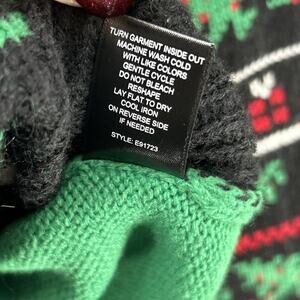 TURN GARMENT INSIDE OUT
MACHINE WASH COLD
WITH LIKE COLORS
GENTLE CYCLE
DO NOT BLEACH
RESHAPE
LAY FLAT TO DRY
COOL IRON
ON REVERSE SIDE
IF NEEDED
STYLE: E91723